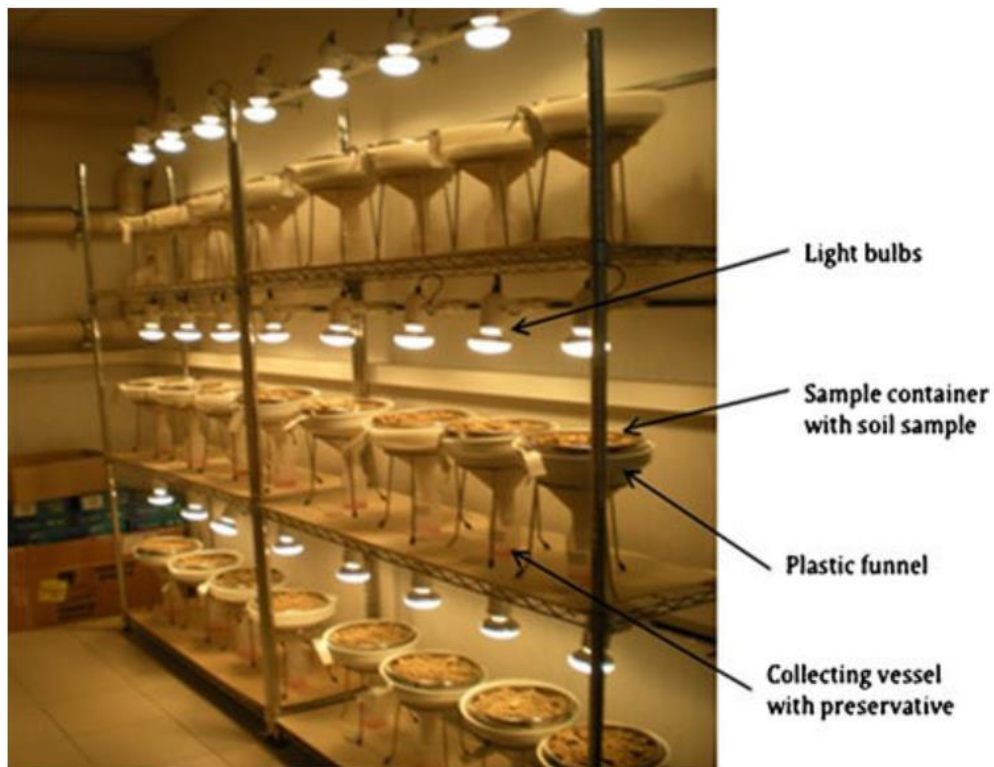 Light bulbs
Sample container
with soil sample
Plastic funnel
Collecting vessel
with preservative